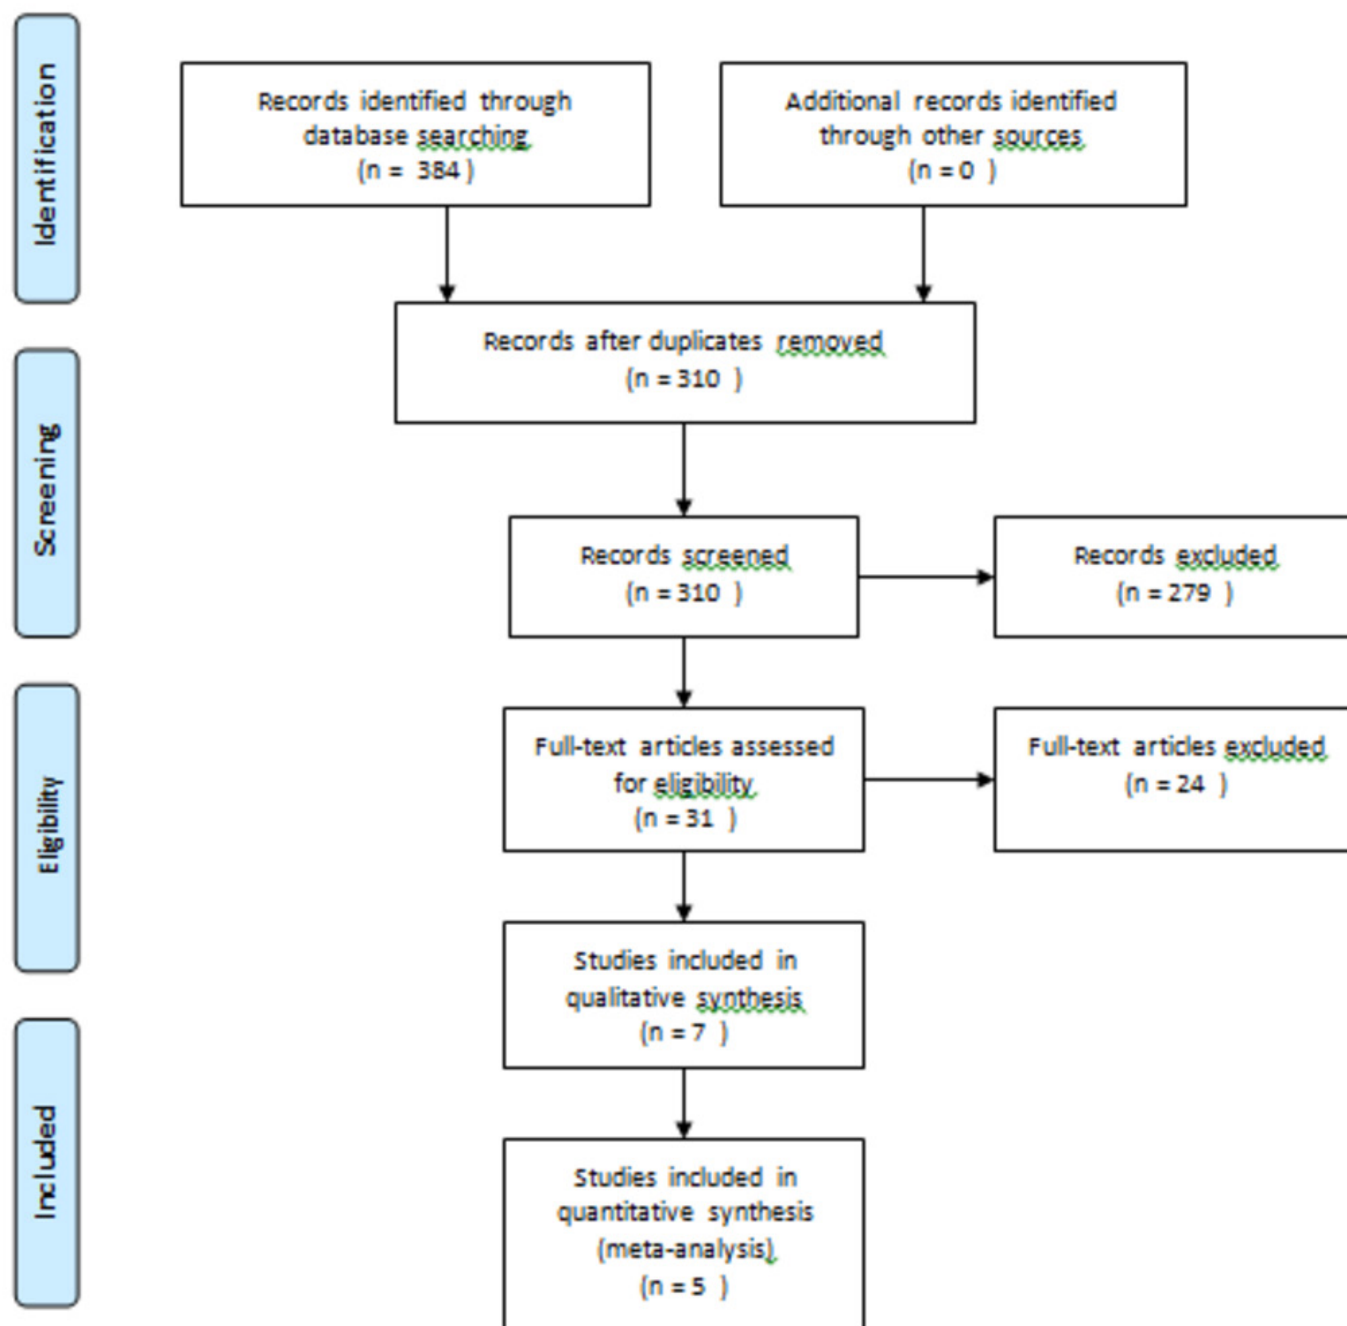 Identification
Records identified through
database searching
(n = 384 )
Additional records identified
through other sources
(n = 0 )
Records after duplicates removed
(n = 310 )
Screening
Records screened
(n = 310 )
Records excluded
(n = 279 )
Eligibility
Full-text articles assessed
for eligibility
(n = 31 )
Full-text articles excluded
(n = 24 )
Studies included in
qualitative synthesis
(n = 7 )
Included
Studies included in
quantitative synthesis
(meta-analysis)
(n = 5 )